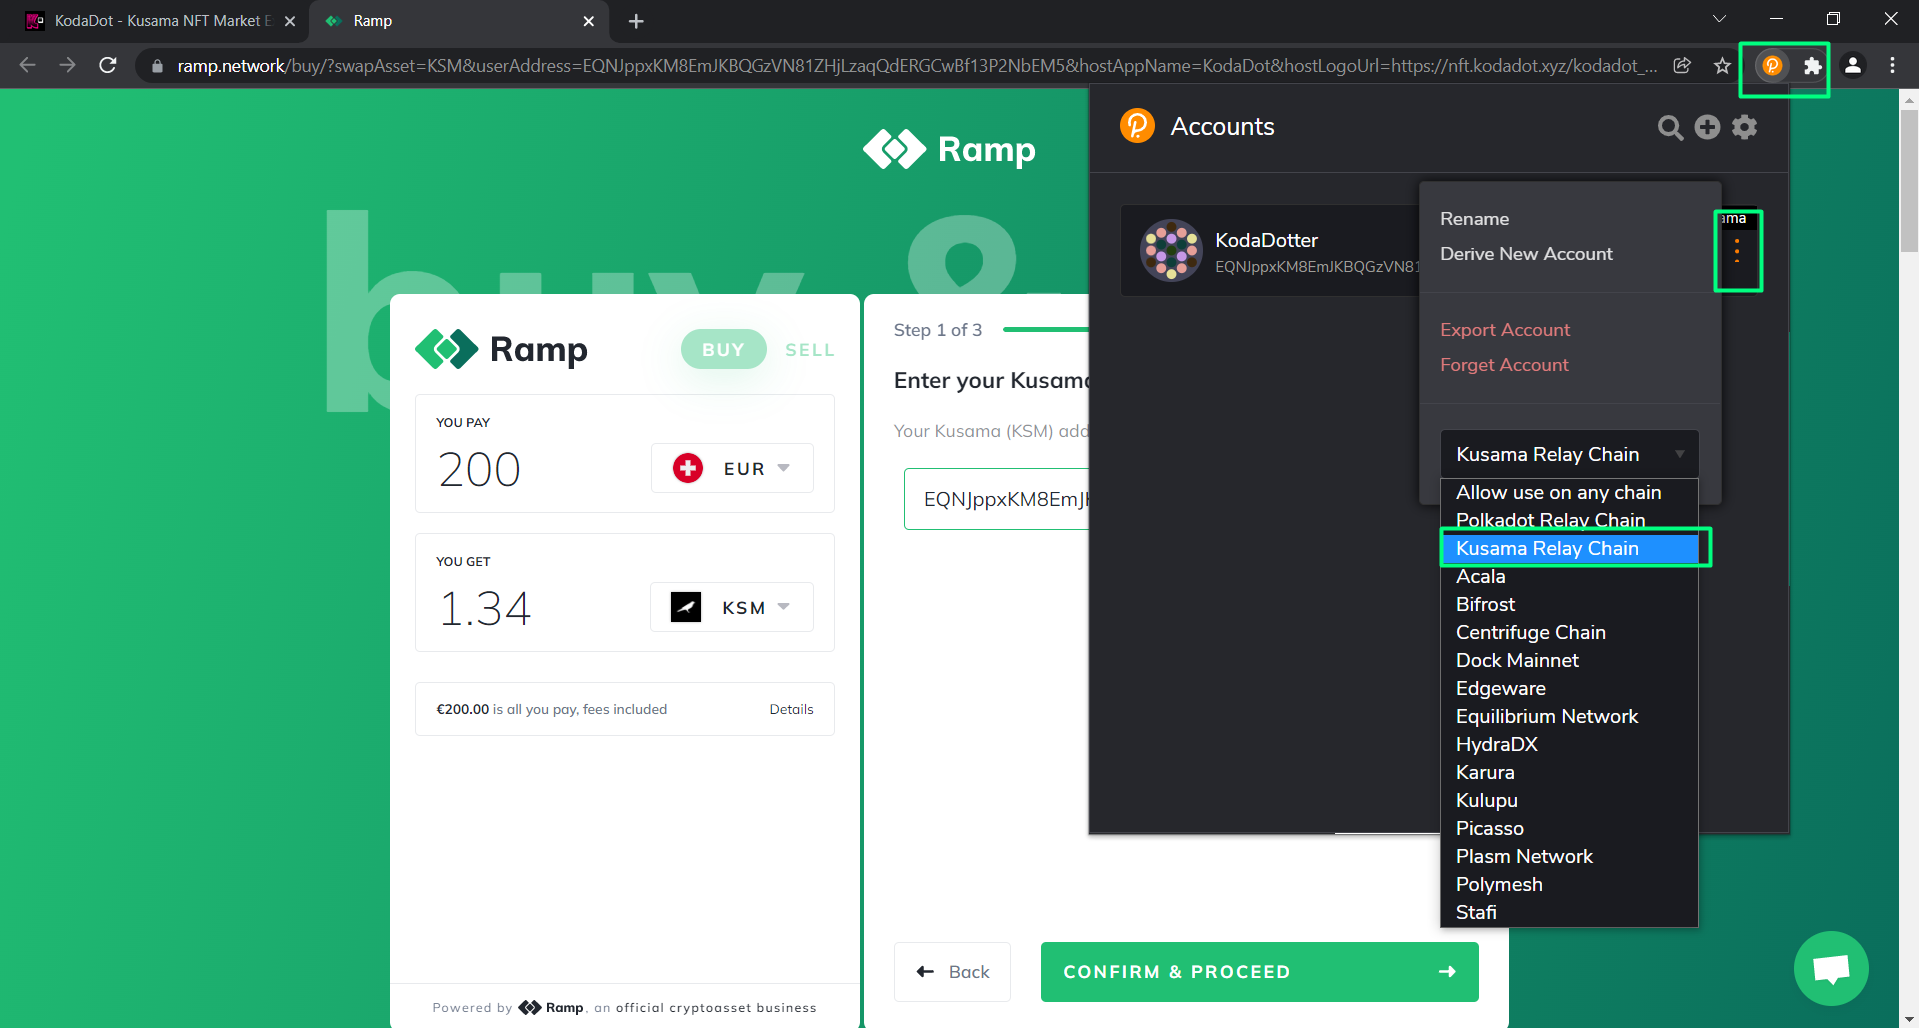 KodaDot - Kusama NFT Market E
Ramp
ramp.network/buy/?swapAsset=KSM&userAddress=EQNJppxKM8EmJKBQGzVN81ZHjLzaqQdERGCwBf13P2NbEM5&hostAppName=KodaDot&hostLogoUrl=https://nft.kodadot.xyz/kodadot_...
Ramp
buy &
Ramp
BUY
SELL
YOU PAY
200
EUR
YOU GET
1.34
KSM
€200.00 is all you pay, fees included
Details
Powered by Ramp, an official cryptoasset business
Step 1 of 3
Enter your Kusama
Your Kusama (KSM) add
EQNJppxKM8EmJK
Back
CONFIRM & PROCEED
Accounts
KodaDotter
EQNJppxKM8EmJKBQGzVN81
ama
Rename
Derive New Account
Export Account
Forget Account
Kusama Relay Chain
Allow use on any chain
Polkadot Relay Chain
Kusama Relay Chain
Acala
Bifrost
Centrifuge Chain
Dock Mainnet
Edgeware
Equilibrium Network
HydraDX
Karura
Kulupu
Picasso
Plasm Network
Polymesh
Stafi